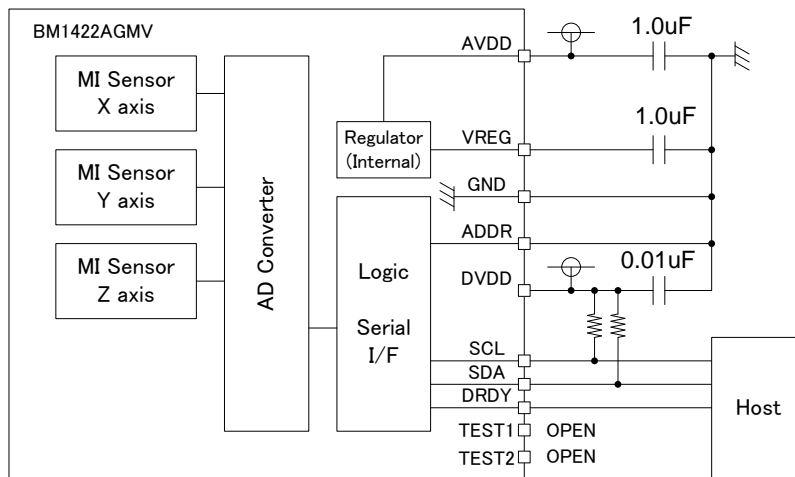 BM1422AGMV
MI Sensor
X axis
MI Sensor
Y axis
MI Sensor
Z axis
AD Converter
Regulator
(Internal)
Logic
Serial
I/F
AVDD
VREG
GND
ADDR
DVDD
SCL
SDA
DRDY
TEST1
TEST2
OPEN
OPEN
1.0uF
1.0uF
0.01uF
Host